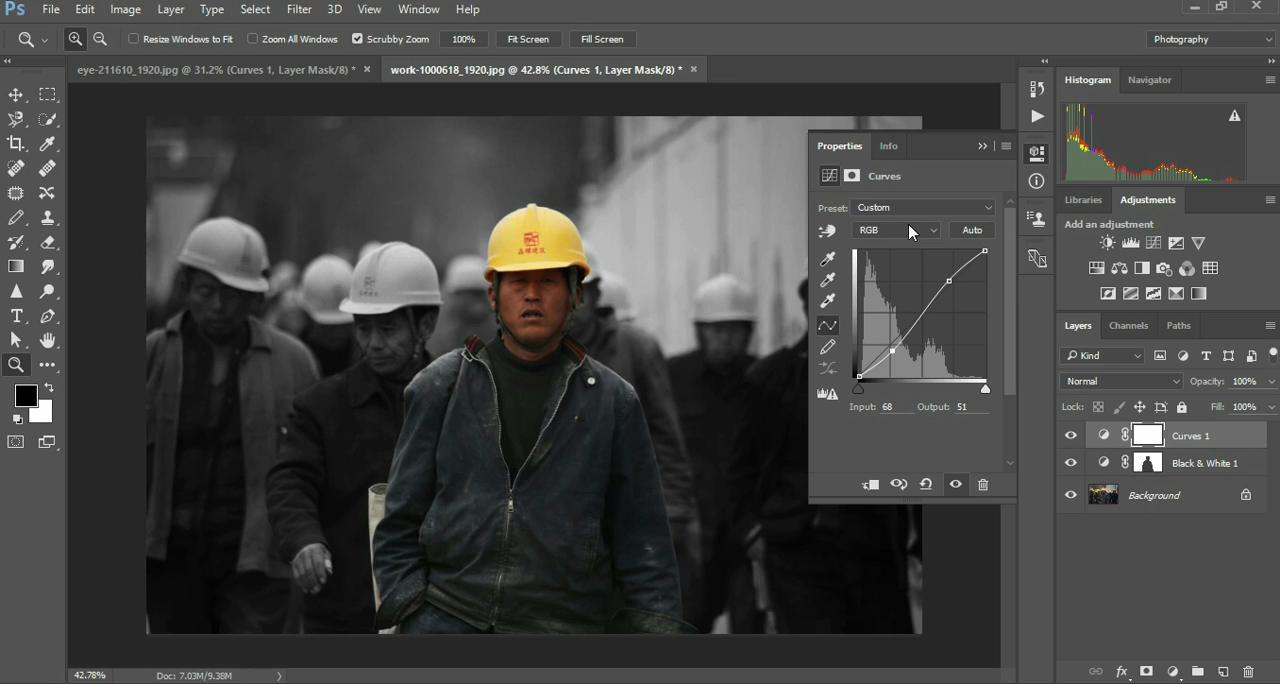 Ps File Edit Image Layer Type Select Filter 3D View Window Help
Resize Windows to Fit Zoom All Windows Scrubby Zoom 100% Fit Screen Fill Screen Photography
eye-211610_1920.jpg @ 31.2% (Curves 1, Layer Mask/8) * × work-1000618_1920.jpg @ 42.8% (Curves 1, Layer Mask/8) * ×
Histogram Navigator
Properties Info
Curves
Preset: Custom
RGB Auto
Input: 68 Output: 51
Libraries Adjustments
Add an adjustment
Layers Channels Paths
Kind
Normal Opacity: 100%
Lock: Fill: 100%
Curves 1
Black & White 1
Background
42.78% Doc: 7.03M/9.38M